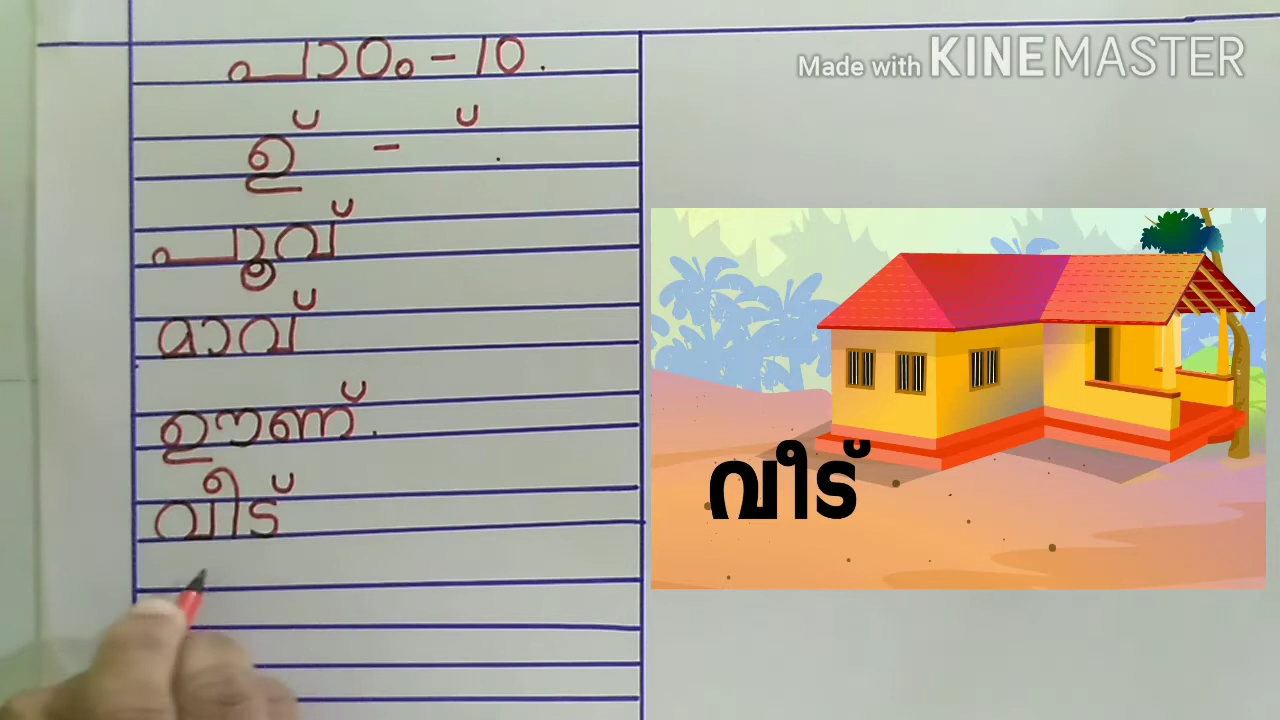 പാഠം - 10.
ഉ് - ്.
പൂവ്
മാവ്
ഊണ്.
വീട്
Made with KINEMASTER
വീട്